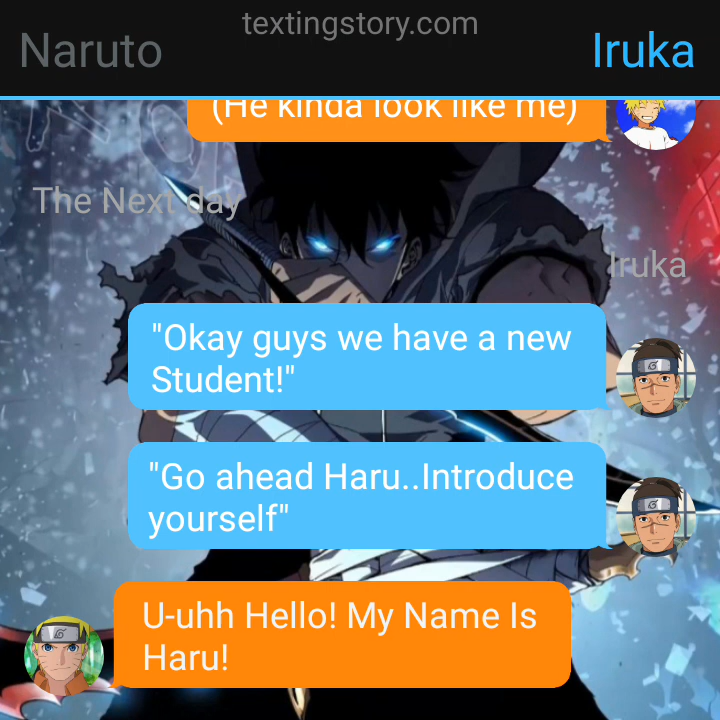 textingstory.com
Naruto
Iruka
(He kinda look like me)
The Next day
Iruka
"Okay guys we have a new
Student!"
"Go ahead Haru..Introduce
yourself"
U-uhh Hello! My Name Is
Haru!